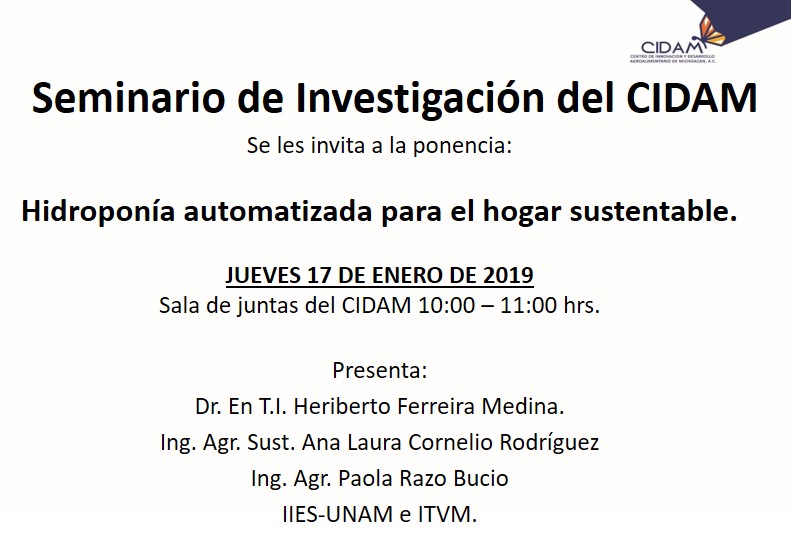 CIDAM
CENTRO DE INNOVACIÓN Y DESARROLLO
AGROALIMENTARIO DE MICHOACÁN, A.C.
Seminario de Investigación del CIDAM
Se les invita a la ponencia:
Hidroponía automatizada para el hogar sustentable.
JUEVES 17 DE ENERO DE 2019
Sala de juntas del CIDAM 10:00 – 11:00 hrs.
Presenta:
Dr. En T.I. Heriberto Ferreira Medina.
Ing. Agr. Sust. Ana Laura Cornelio Rodríguez
Ing. Agr. Paola Razo Bucio
IIES-UNAM e ITVM.